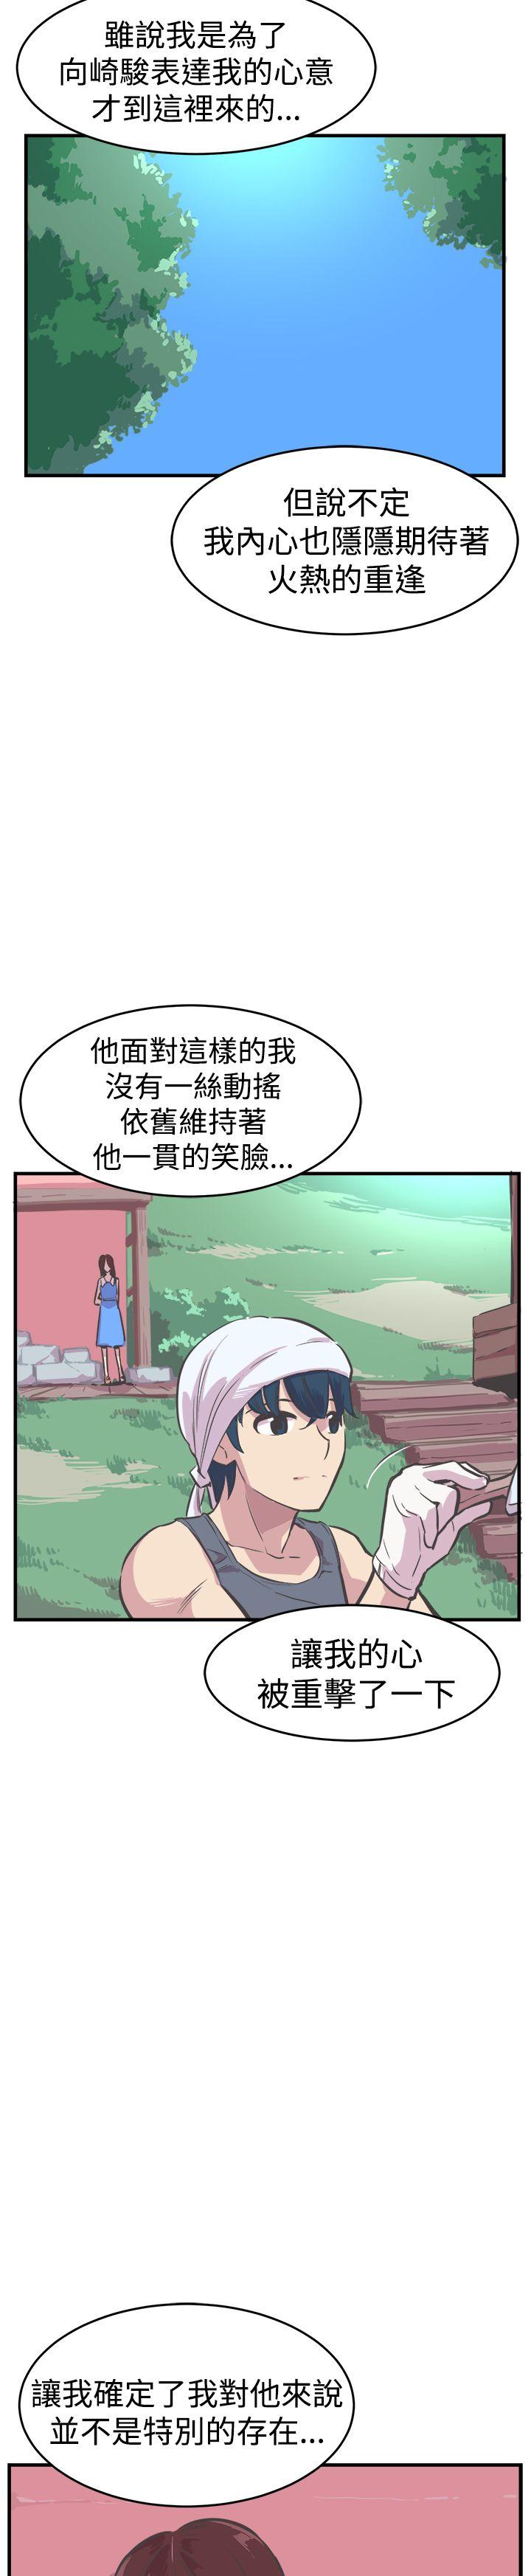 雖說我是為了
向崎駿表達我的心意
才到這裡來的...
但說不定
我內心也隱隱期待著
火熱的重逢
他面對這樣的我
沒有一絲動搖
依舊維持著
他一貫的笑臉...
讓我的心
被重擊了一下
讓我確定了我對他來說
並不是特別的存在...